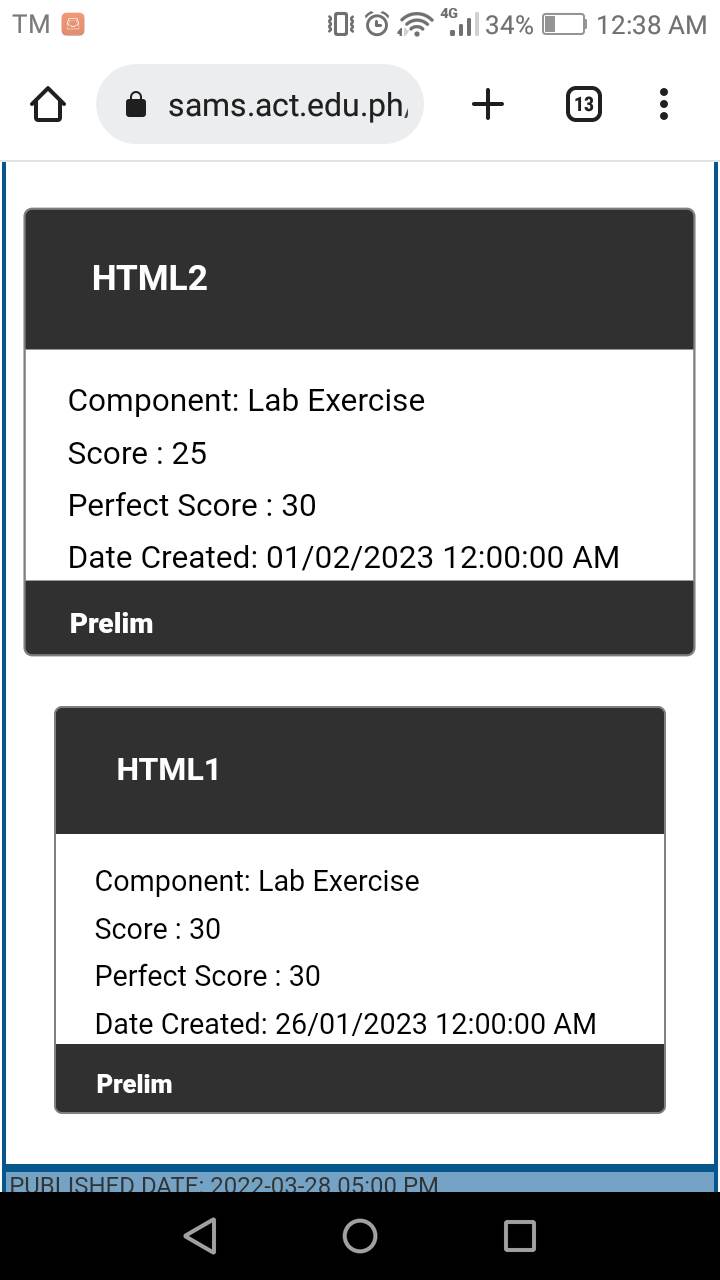 TM 4G 34% 12:38 AM
sams.act.edu.ph/ 13
HTML2
Component: Lab Exercise
Score : 25
Perfect Score : 30
Date Created: 01/02/2023 12:00:00 AM
Prelim
HTML1
Component: Lab Exercise
Score : 30
Perfect Score : 30
Date Created: 26/01/2023 12:00:00 AM
Prelim
PUBLISHED DATE: 2022-03-28 05:00 PM